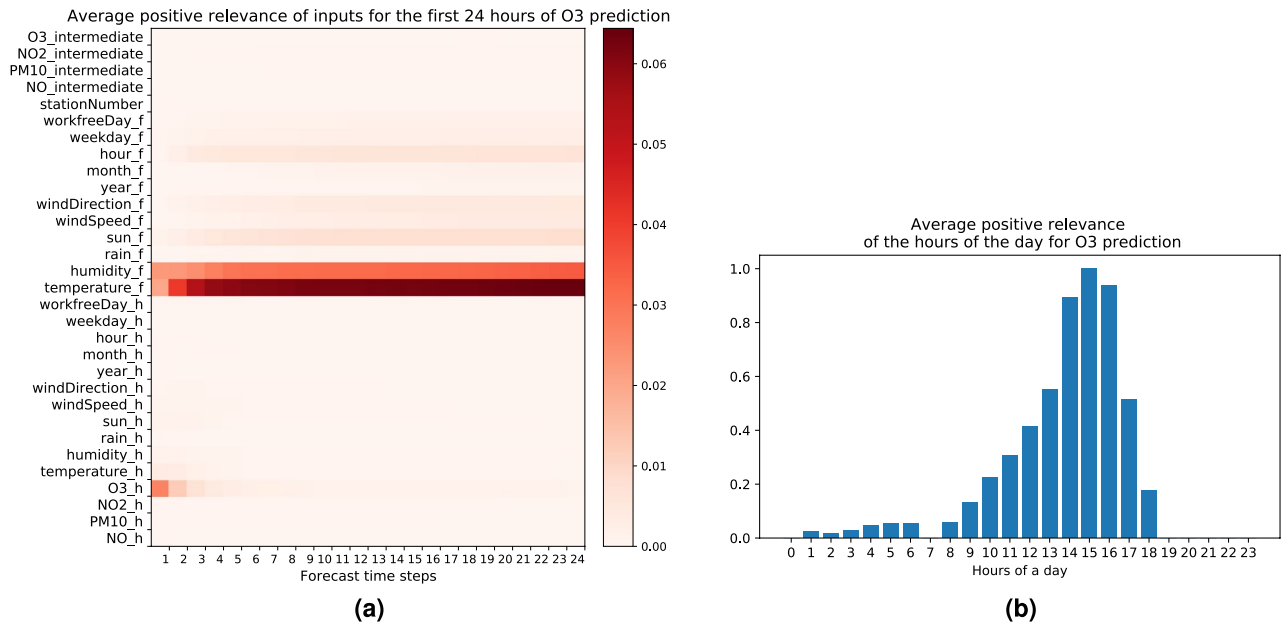 Average positive relevance of inputs for the first 24 hours of O3 prediction
O3_intermediate
NO2_intermediate
PM10_intermediate
NO_intermediate
stationNumber
workfreeDay_f
weekday_f
hour_f
month_f
year_f
windDirection_f
windSpeed_f
sun_f
rain_f
humidity_f
temperature_f
workfreeDay_h
weekday_h
hour_h
month_h
year_h
windDirection_h
windSpeed_h
sun_h
rain_h
humidity_h
temperature_h
O3_h
NO2_h
PM10_h
NO_h
1 2 3 4 5 6 7 8 9 10 11 12 13 14 15 16 17 18 19 20 21 22 23 24
Forecast time steps
0.06
0.05
0.04
0.03
0.02
0.01
0.00
(a)
Average positive relevance
of the hours of the day for O3 prediction
1.0
0.8
0.6
0.4
0.2
0.0
0 1 2 3 4 5 6 7 8 9 10 11 12 13 14 15 16 17 18 19 20 21 22 23
Hours of a day
(b)